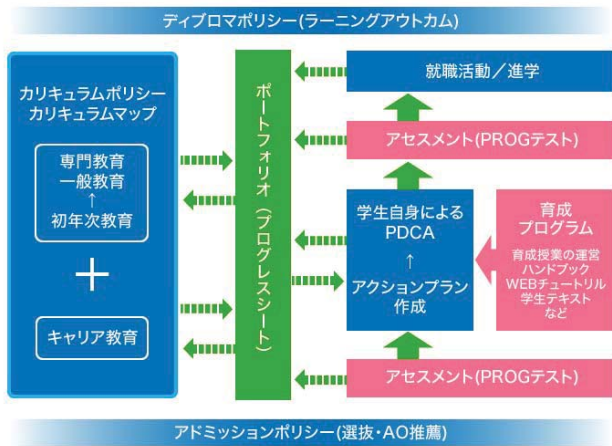 ディプロマポリシー(ラーニングアウトカム)
カリキュラムポリシー
カリキュラムマップ
専門教育
一般教育
↑
初年次教育
+
キャリア教育
ポートフォリオ(プログレスシート)
就職活動/進学
アセスメント(PROGテスト)
学生自身による
PDCA
↑
アクションプラン
作成
育成
プログラム
育成授業の運営
ハンドブック
WEBチュートリル
学生テキスト
など
アセスメント(PROGテスト)
アドミッションポリシー(選抜・AO推薦)